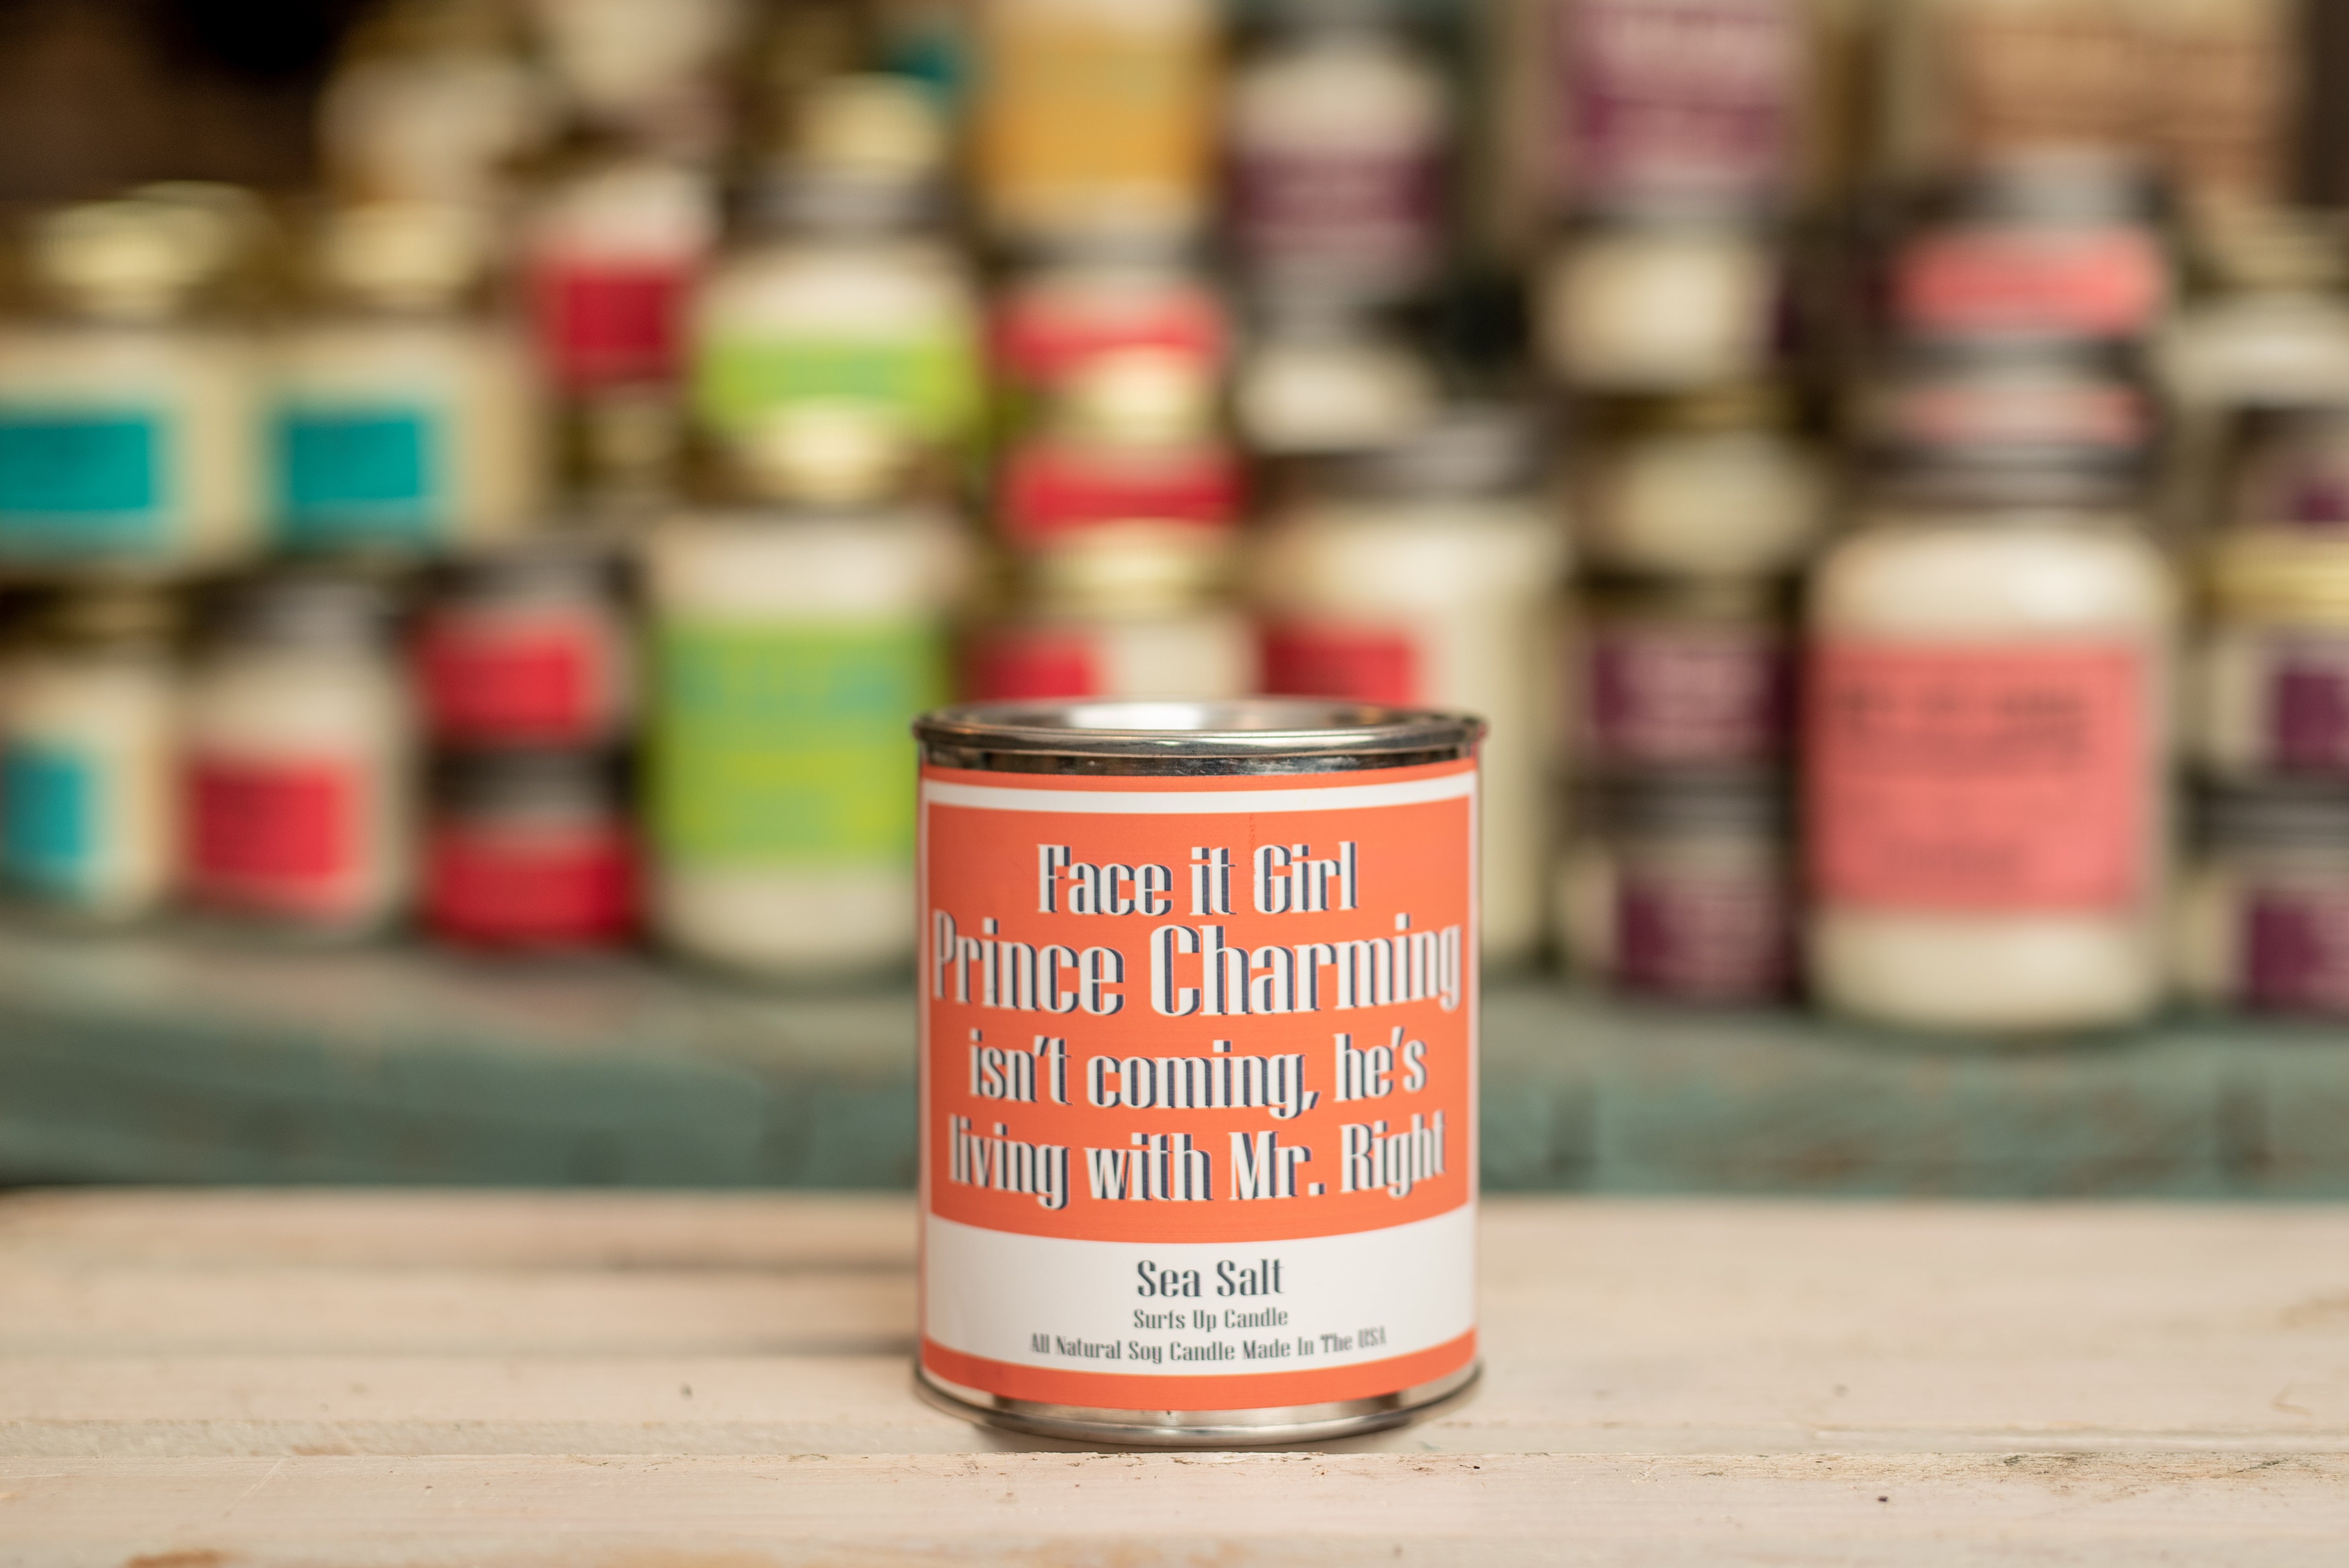 Face it Girl
Prince Charming
isn't coming, he's
living with Mr. Right
Sea Salt
Surfs Up Candle
All Natural Soy Candle Made In The USA